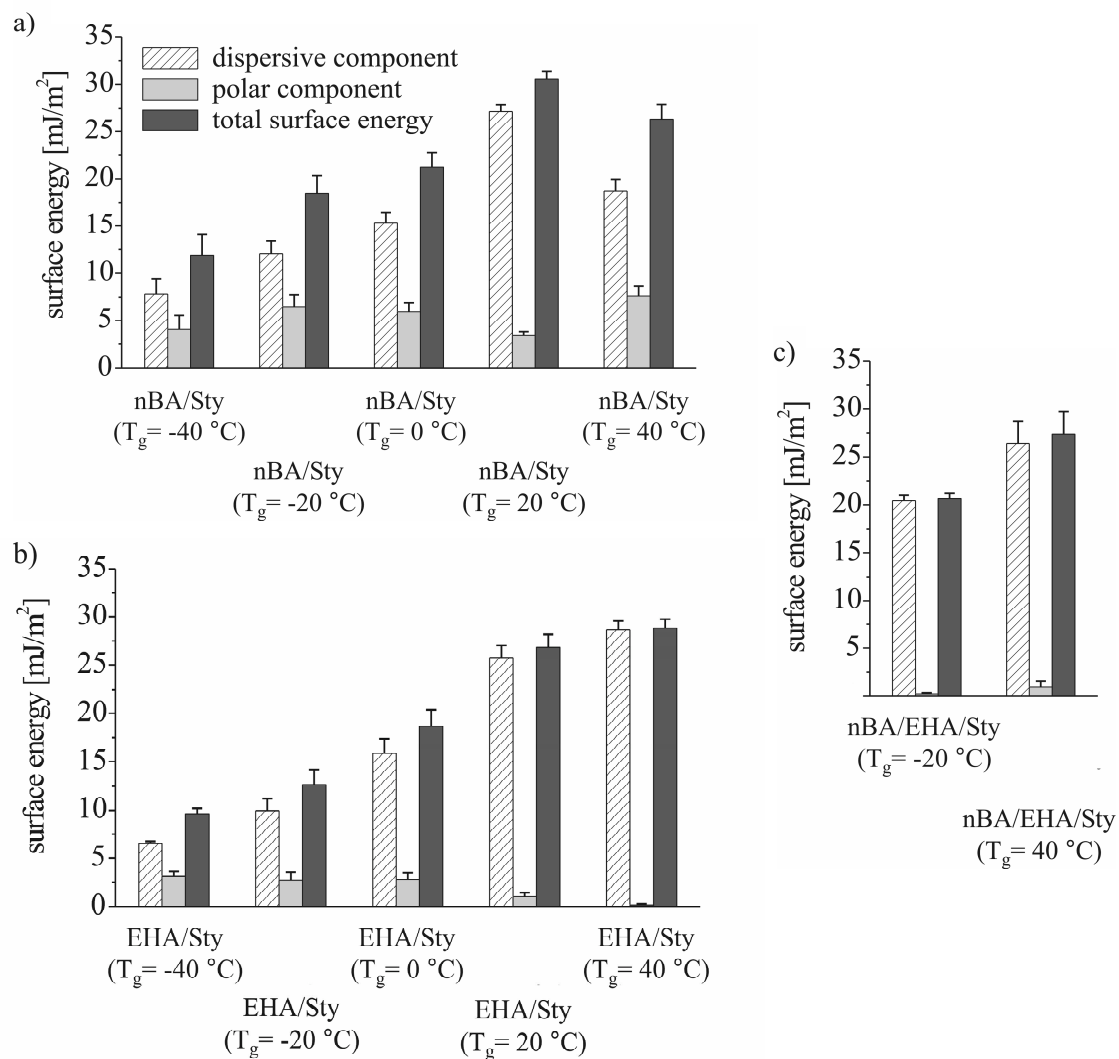 a)
surface energy [mJ/m²]
35
30
25
20
15
10
5
0
dispersive component
polar component
total surface energy
nBA/Sty
(Tg= -40 °C)
nBA/Sty
(Tg= -20 °C)
nBA/Sty
(Tg= 0 °C)
nBA/Sty
(Tg= 20 °C)
nBA/Sty
(Tg= 40 °C)
b)
surface energy [mJ/m²]
35
30
25
20
15
10
5
0
EHA/Sty
(Tg= -40 °C)
EHA/Sty
(Tg= -20 °C)
EHA/Sty
(Tg= 0 °C)
EHA/Sty
(Tg= 20 °C)
EHA/Sty
(Tg= 40 °C)
c)
surface energy [mJ/m²]
35
30
25
20
15
10
5
nBA/EHA/Sty
(Tg= -20 °C)
nBA/EHA/Sty
(Tg= 40 °C)